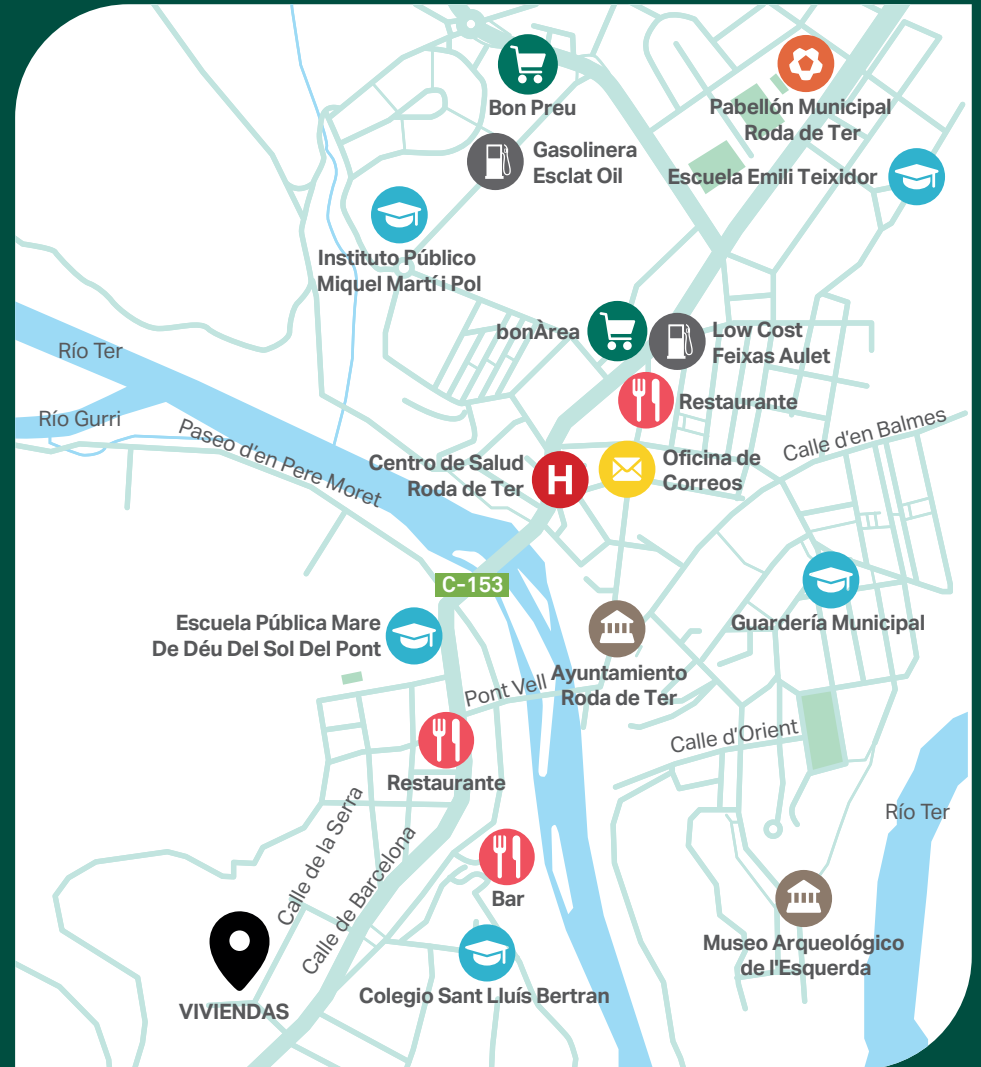 Bon Preu
Pabellón Municipal
Roda de Ter
Gasolinera
Esclat Oil
Escuela Emili Teixidor
Instituto Público
Miquel Martí i Pol
bonÀrea
Low Cost
Feixas Aulet
Río Ter
Restaurante
Río Gurri
Paseo d'en Pere Moret
Calle d'en Balmes
Centro de Salud
Roda de Ter
H
Oficina de
Correos
C-153
Escuela Pública Mare
De Déu Del Sol Del Pont
Guardería Municipal
Ayuntamiento
Roda de Ter
Pont Vell
Calle d'Orient
Restaurante
Río Ter
Calle de la Serra
Calle de Barcelona
Bar
Museo Arqueológico
de l'Esquerda
Colegio Sant Lluís Bertran
VIVIENDAS